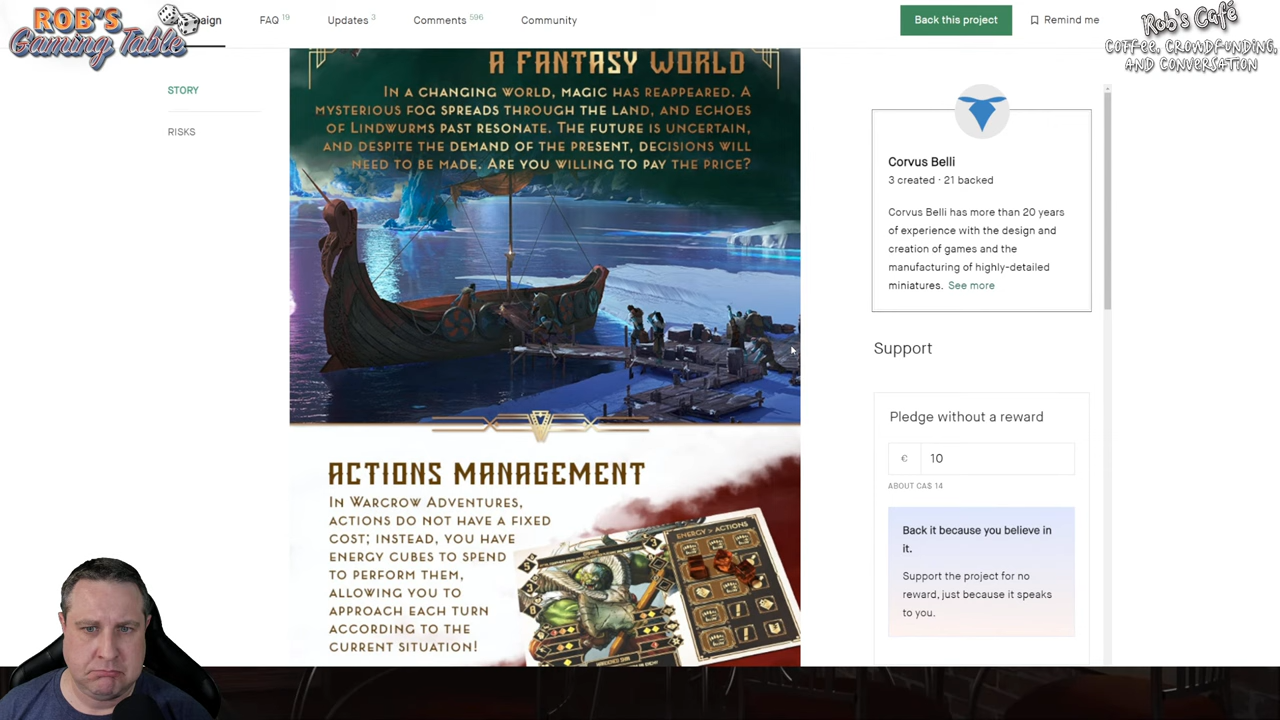 ROB'S
Gaming Table
aign
FAQ 19
Updates 3
Comments 596
Community
Back this project
Remind me
Rob's Café
Coffee, Crowdfunding,
and Conversation
STORY
RISKS
A FANTASY WORLD
IN A CHANGING WORLD, MAGIC HAS REAPPEARED. A
MYSTERIOUS FOG SPREADS THROUGH THE LAND, AND ECHOES
OF LINDWURMS PAST RESONATE. THE FUTURE IS UNCERTAIN,
AND DESPITE THE DEMAND OF THE PRESENT, DECISIONS WILL
NEED TO BE MADE. ARE YOU WILLING TO PAY THE PRICE?
ACTIONS MANAGEMENT
IN WARCROW ADVENTURES,
ACTIONS DO NOT HAVE A FIXED
COST; INSTEAD, YOU HAVE
ENERGY CUBES TO SPEND
TO PERFORM THEM,
ALLOWING YOU TO
APPROACH EACH TURN
ACCORDING TO THE
CURRENT SITUATION!
ENERGY > ACTIONS
Corvus Belli
3 created · 21 backed
Corvus Belli has more than 20 years
of experience with the design and
creation of games and the
manufacturing of highly-detailed
miniatures. See more
Support
Pledge without a reward
€ 10
ABOUT CA$ 14
Back it because you believe in
it.
Support the project for no
reward, just because it speaks
to you.